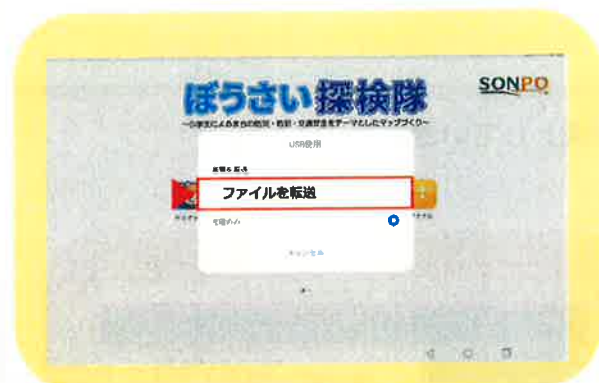 ぼうさい探検隊
SONPO
～小学生によるまちの防災・防犯・交通安全をテーマとしたマップづくり～
USB使用
ファイルを転送
キャンセル